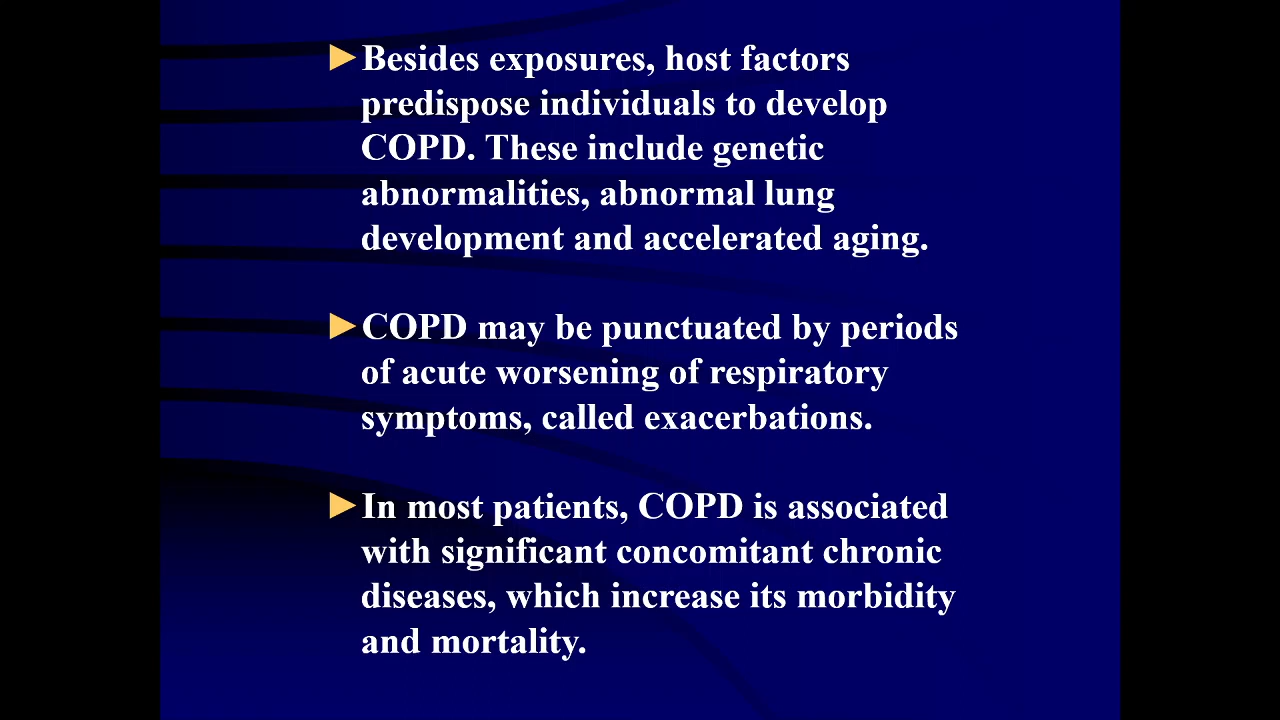 ►Besides exposures, host factors
predispose individuals to develop
COPD. These include genetic
abnormalities, abnormal lung
development and accelerated aging.
►COPD may be punctuated by periods
of acute worsening of respiratory
symptoms, called exacerbations.
►In most patients, COPD is associated
with significant concomitant chronic
diseases, which increase its morbidity
and mortality.